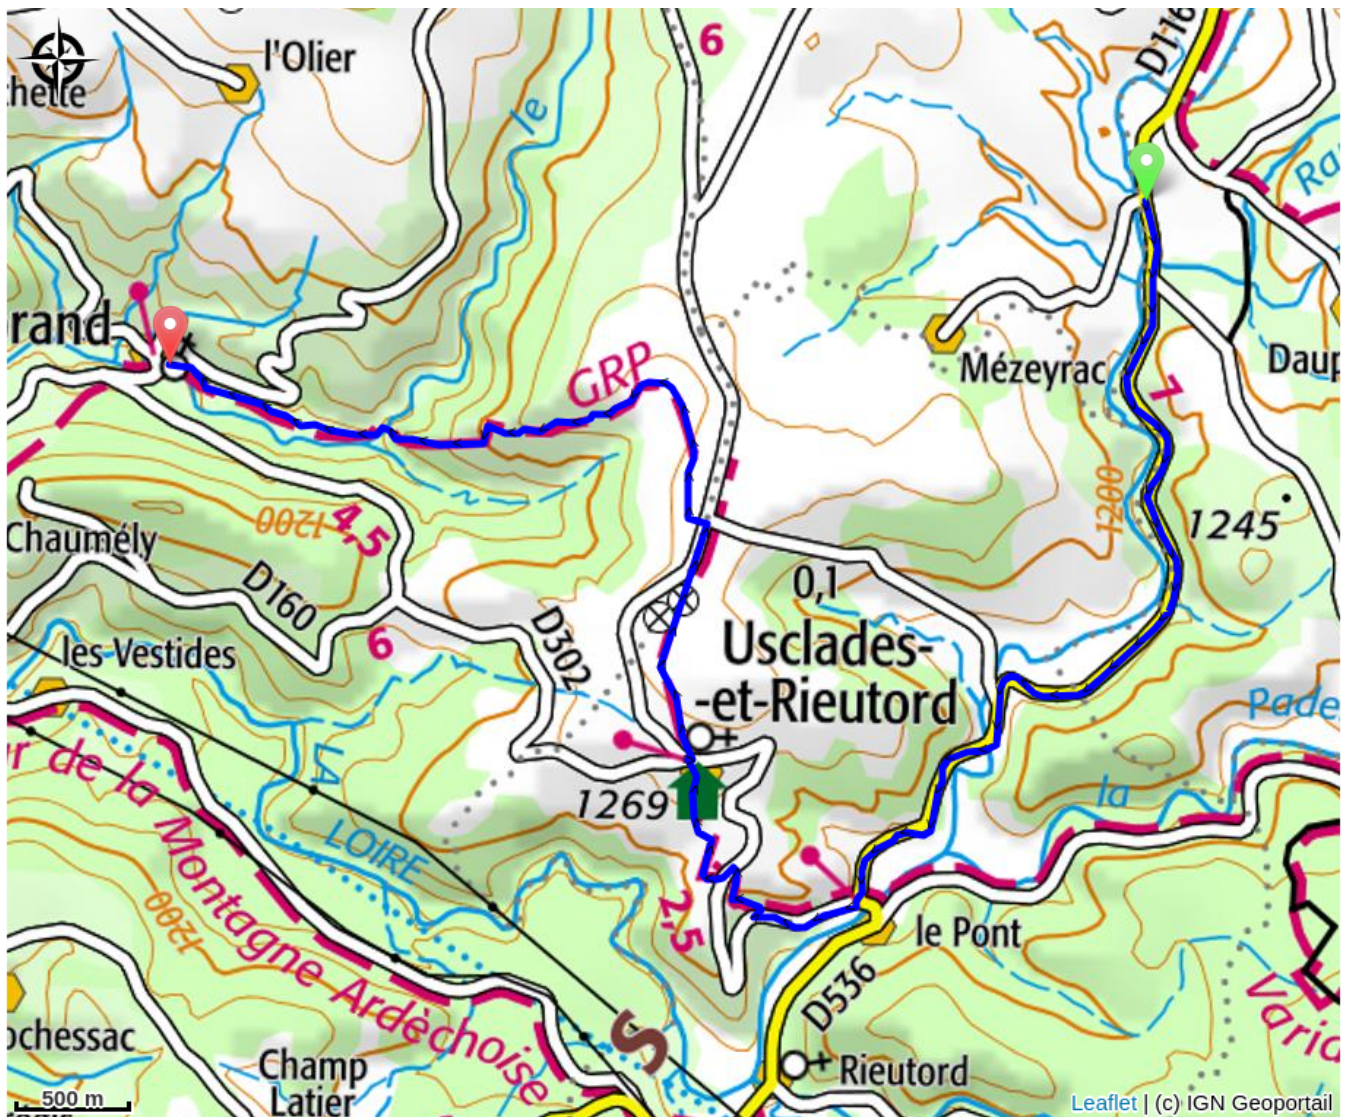 6
D116
l'Olier
chette
le
Ra
rand
GRP
Mézeyrac
Daup
7
1200
1200
4,5
1245
Chaumély
D160
0,1
D302
6
les Vestides
Usclades-
-et-Rieutord
Pade
r de la
LA
1269
la
LOIRE
Montagne Ardèchoise
1200
2,5
le Pont
D536
S
Varia
ochessac
Champ
Latier
Rieutord
500 m
Leaflet | (c) IGN Geoportail